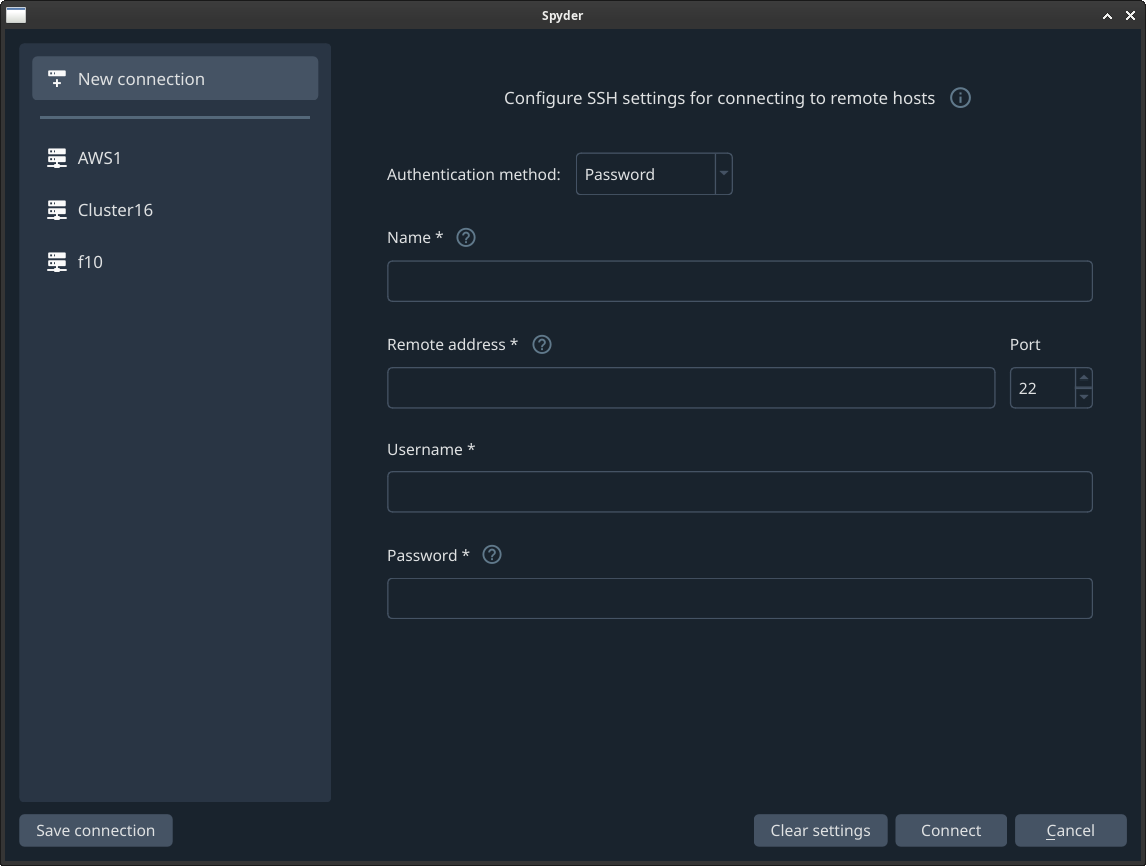 Spyder
New connection
AWS1
Cluster16
f10
Configure SSH settings for connecting to remote hosts
Authentication method: Password
Name *
Remote address * Port
22
Username *
Password *
Save connection Clear settings Connect Cancel